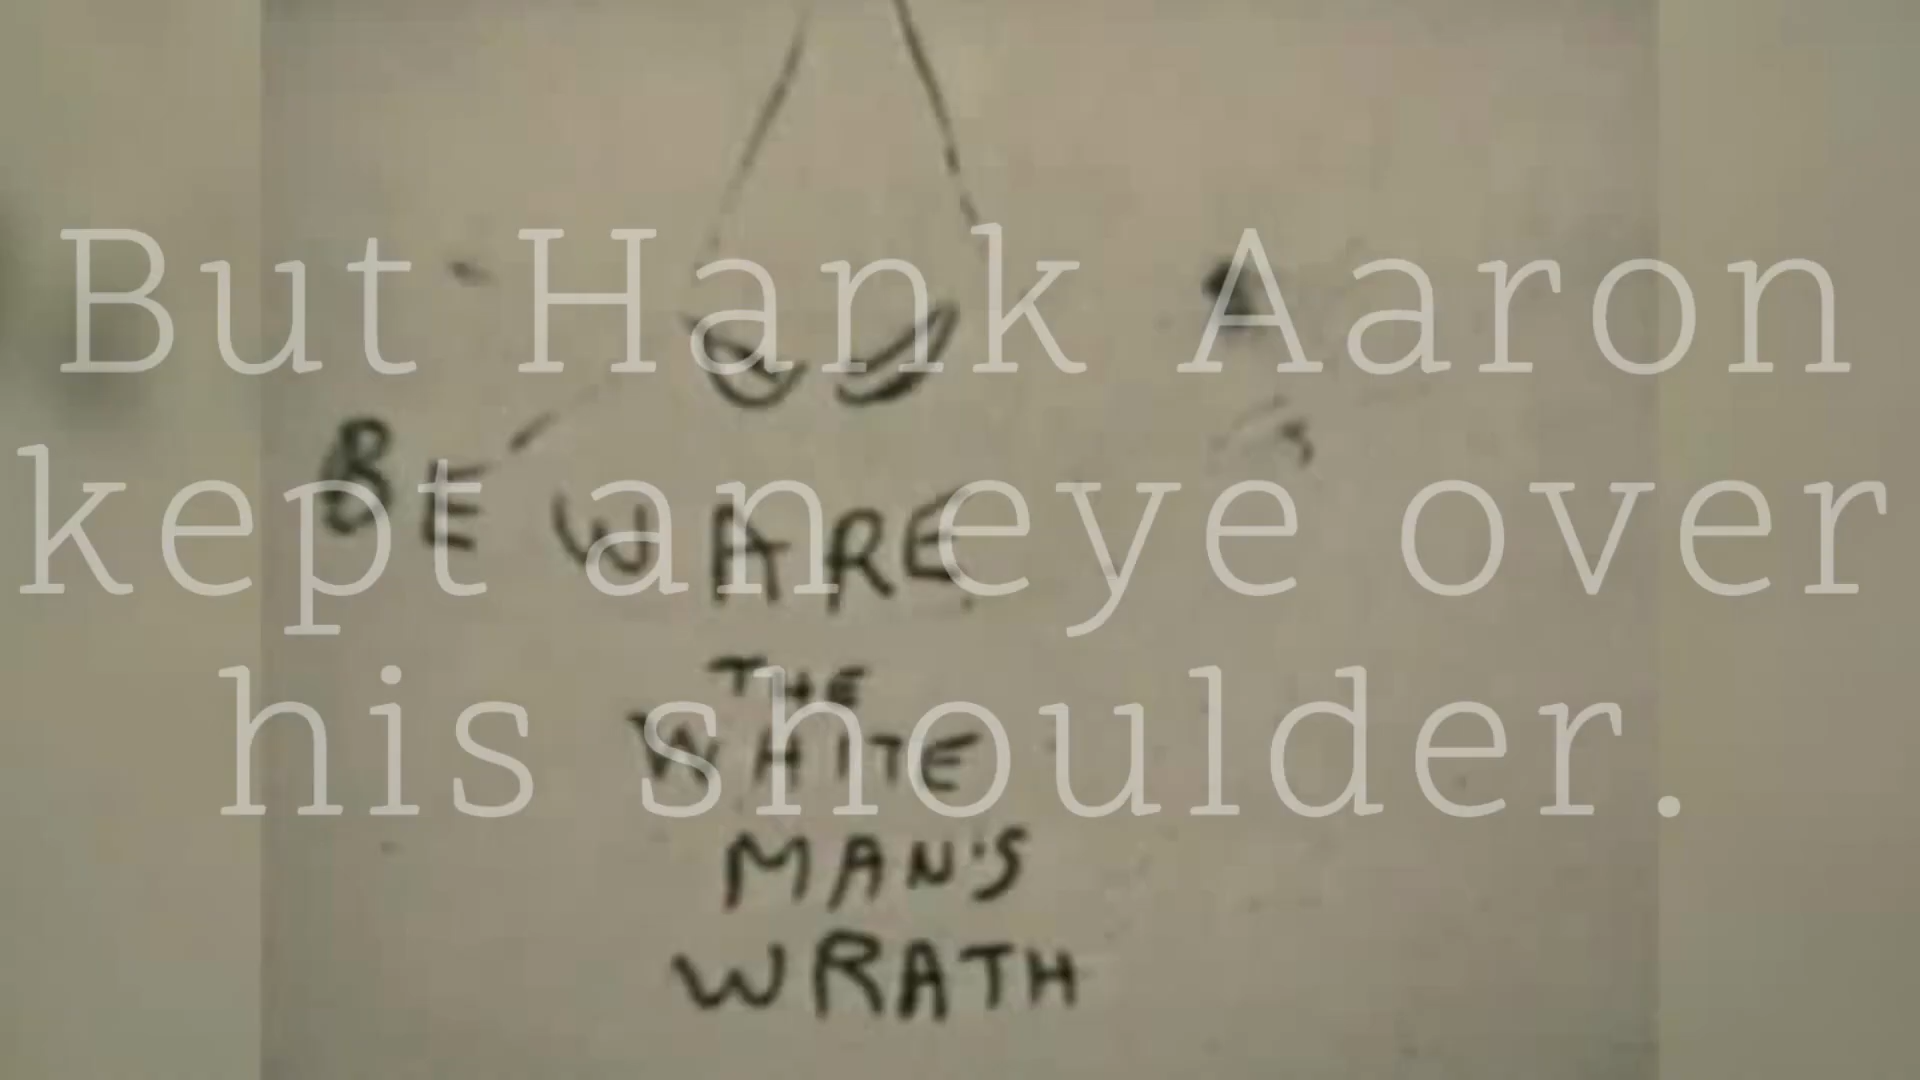 But Hank Aaron
kept an eye over
his shoulder.
BEWARE
THE
WHITE
MAN'S
WRATH